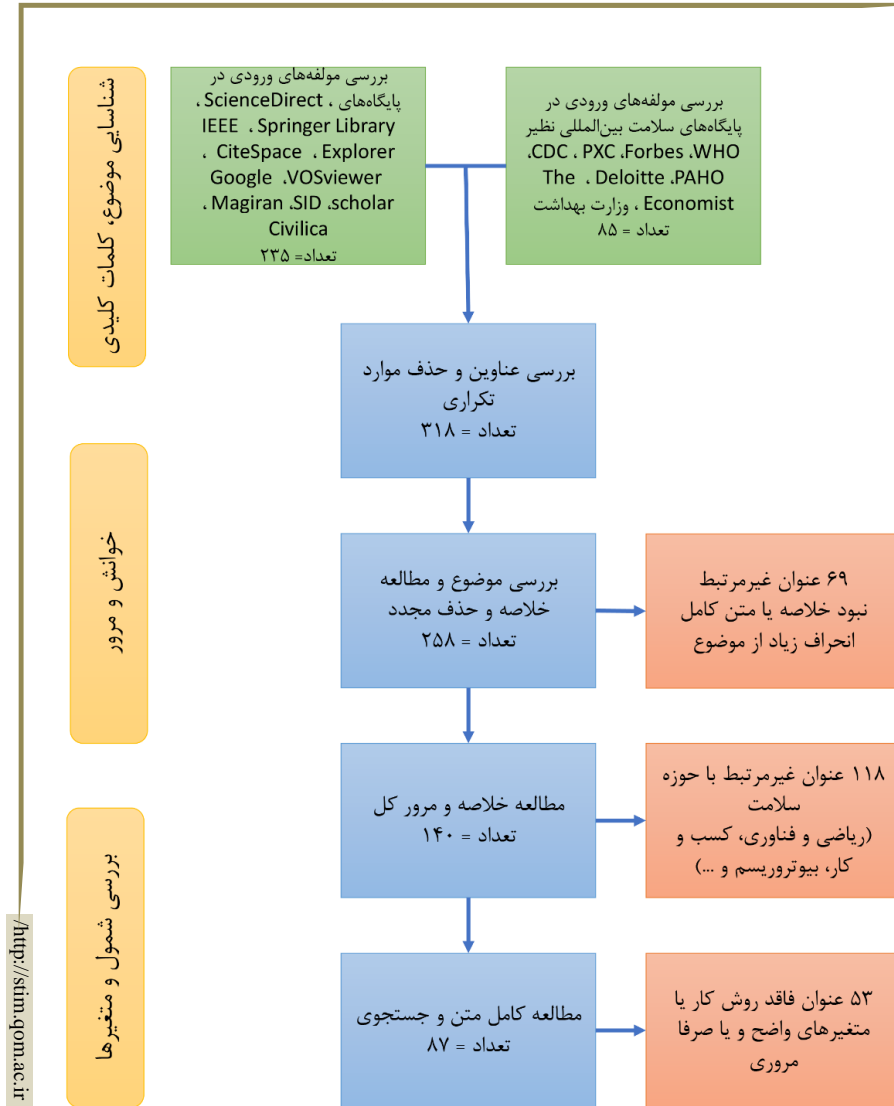 شناسایی موضوع، کلمات کلیدی
بررسی مولفه‌های ورودی در
پایگاه‌های سلامت بین‌المللی نظیر
WHO، Forbes، PXC ، CDC،
PAHO، Deloitte ، The
Economist ، وزارت بهداشت
تعداد = ۸۵
بررسی مولفه‌های ورودی در
پایگاه‌های ، ScienceDirect ،
Springer Library ، IEEE
Explorer ، CiteSpace ،
VOSviewer، Google
scholar، SID، Magiran ،
Civilica
تعداد= ۲۳۵
بررسی عناوین و حذف موارد
تکراری
تعداد = ۳۱۸
خوانش و مرور
بررسی موضوع و مطالعه
خلاصه و حذف مجدد
تعداد = ۲۵۸
۶۹ عنوان غیرمرتبط
نبود خلاصه یا متن کامل
انحراف زیاد از موضوع
مطالعه خلاصه و مرور کل
تعداد = ۱۴۰
۱۱۸ عنوان غیرمرتبط با حوزه
سلامت
(ریاضی و فناوری، کسب و
کار، بیوتروریسم و ...)
بررسی شمول و متغیرها
مطالعه کامل متن و جستجوی
تعداد = ۸۷
۵۳ عنوان فاقد روش کار یا
متغیرهای واضح و یا صرفا
مروری
/http://stim.qom.ac.ir